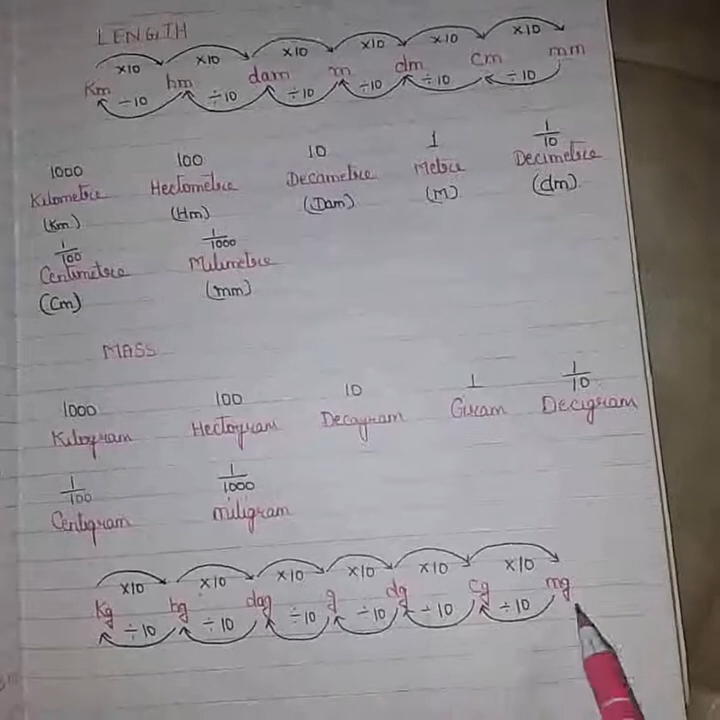 LENGTH
×10 ×10 ×10 ×10 ×10 ×10
Km hm dam m dm cm mm
÷10 ÷10 ÷10 ÷10 ÷10 ÷10
1000 100 10 1 1/10
Kilometre Hectometre Decametre Metre Decimetre
(Km) (Hm) (Dam) (M) (dm)
1/100 1/1000
Centimetre Milimetre
(Cm) (mm)
MASS
1000 100 10 1 1/10
Kilogram Hectogram Decagram Gram Decigram
1/100 1/1000
Centigram miligram
×10 ×10 ×10 ×10 ×10 ×10
Kg hg dag g dg cg mg
÷10 ÷10 ÷10 ÷10 ÷10 ÷10